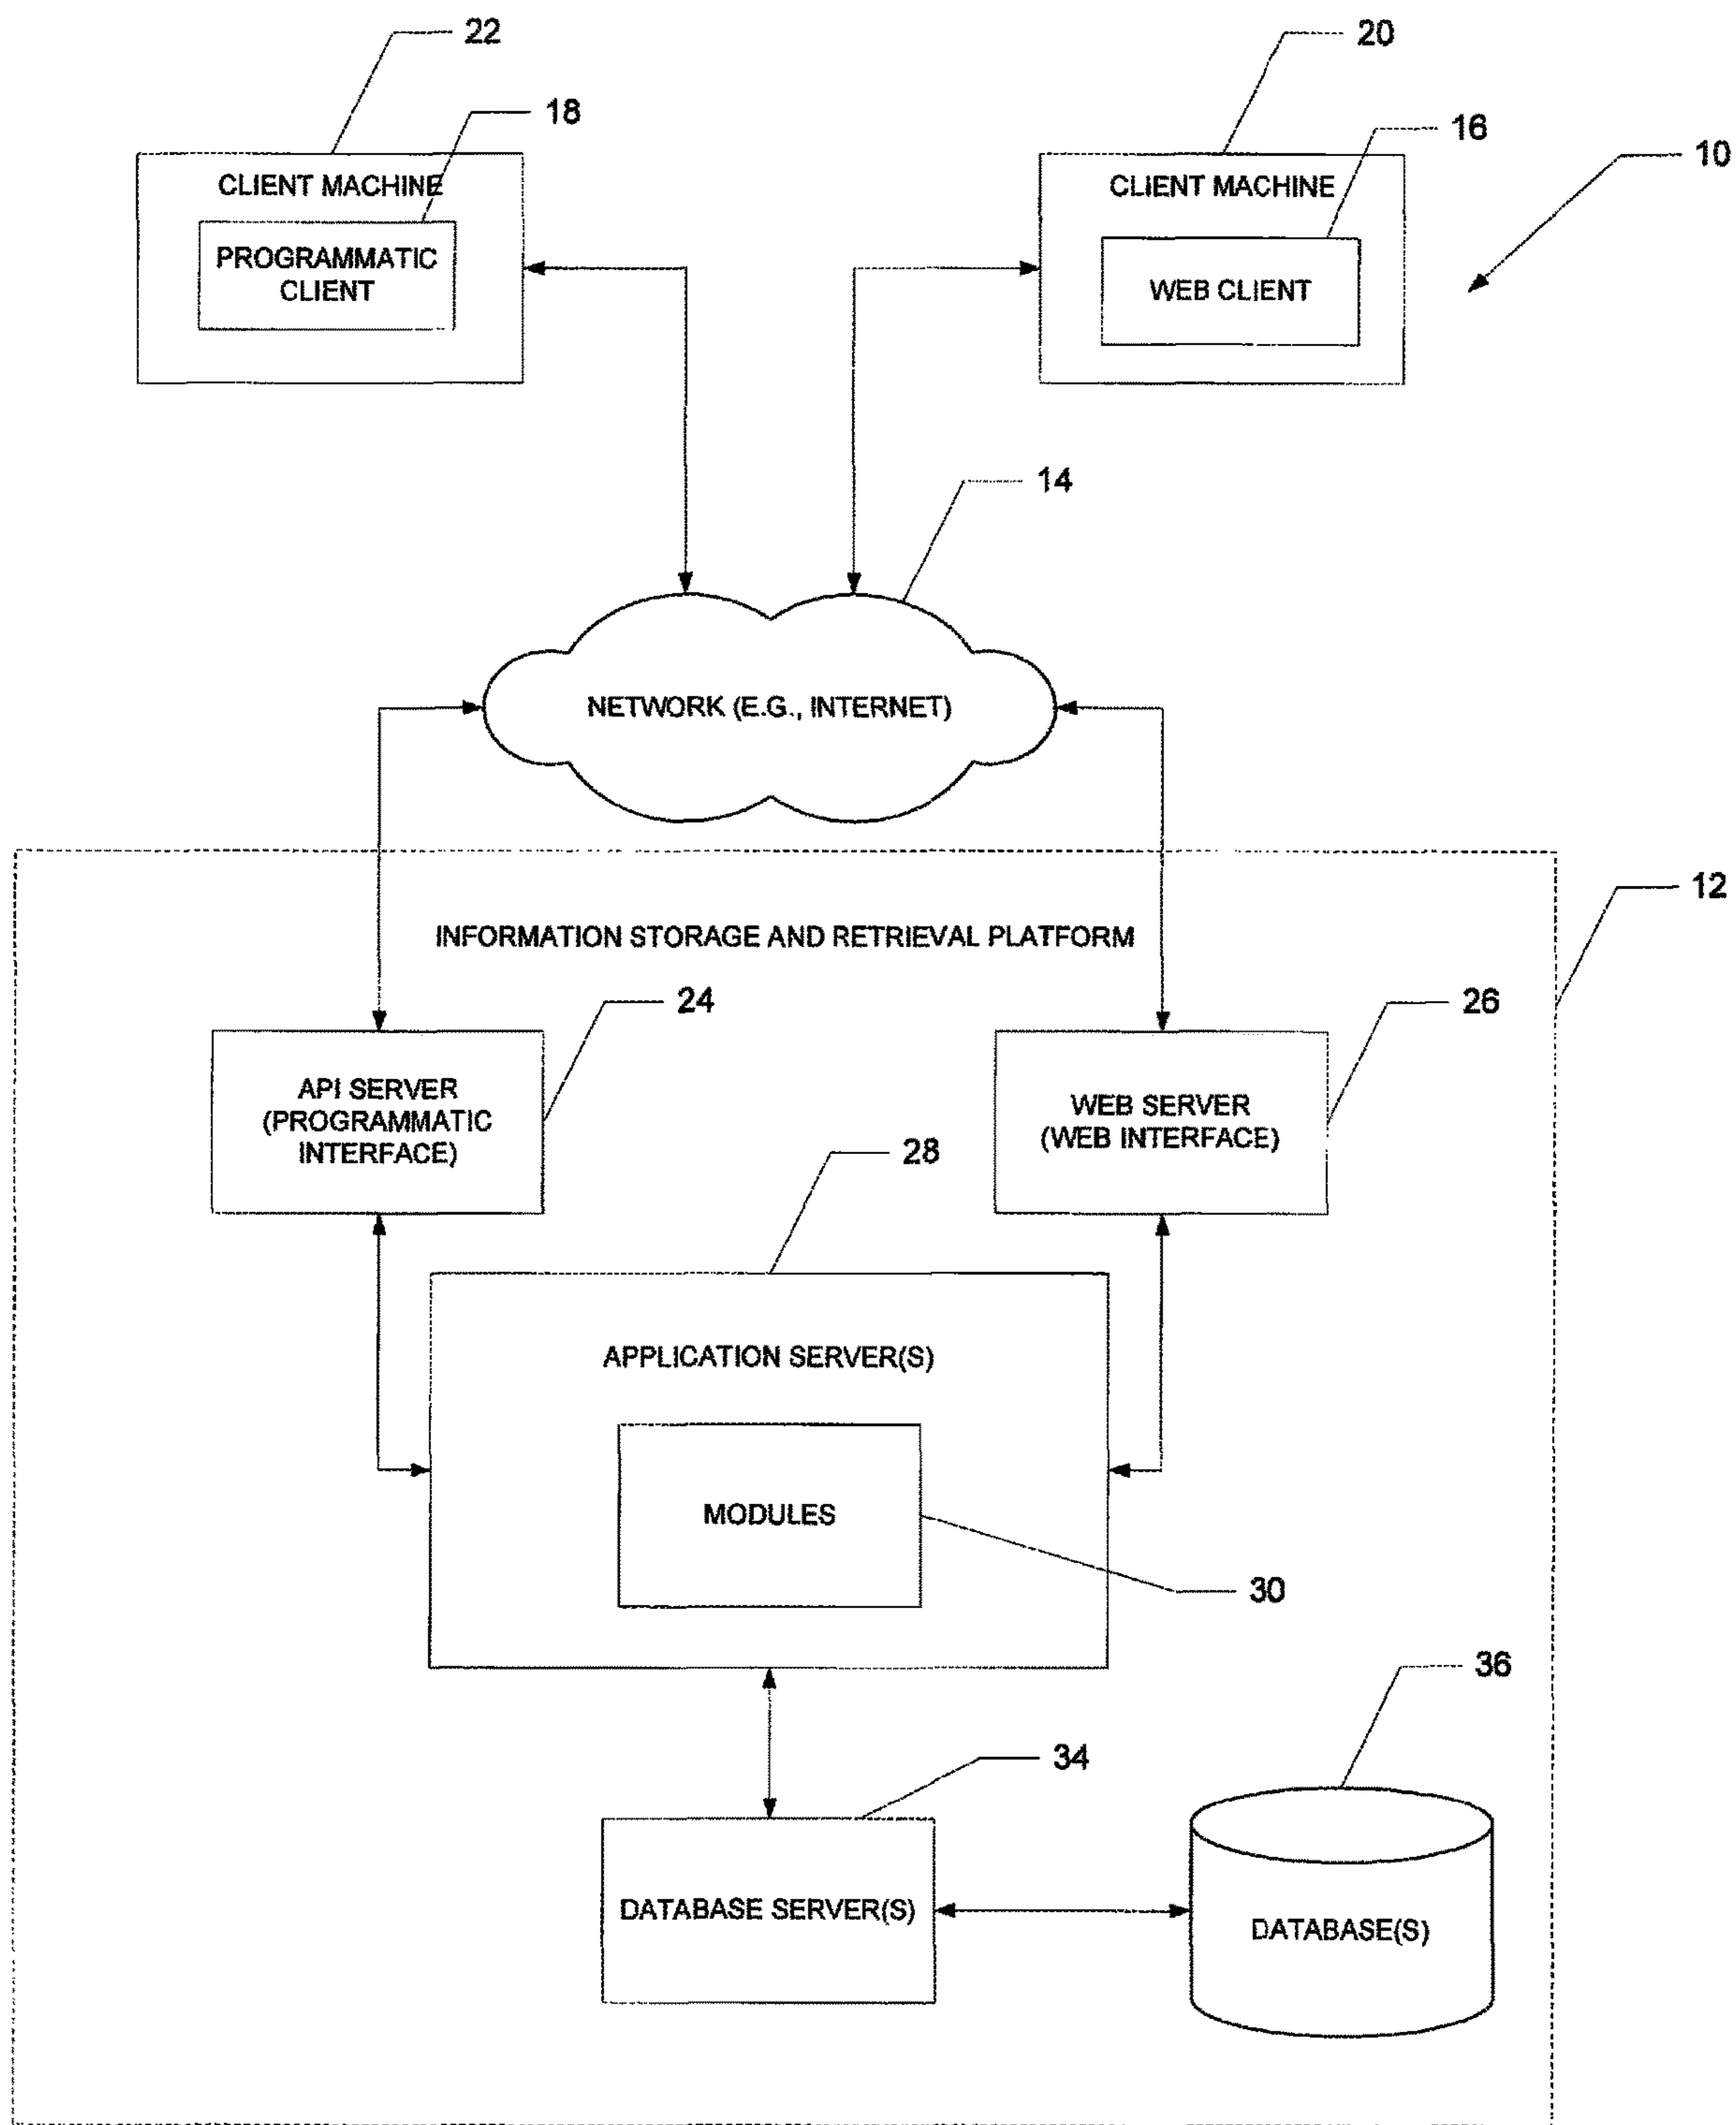 22
20
18
16
10
CLIENT MACHINE
CLIENT MACHINE
PROGRAMMATIC
CLIENT
WEB CLIENT
14
NETWORK (E.G., INTERNET)
12
INFORMATION STORAGE AND RETRIEVAL PLATFORM
24
26
API SERVER
(PROGRAMMATIC
INTERFACE)
WEB SERVER
(WEB INTERFACE)
28
APPLICATION SERVER(S)
MODULES
30
36
34
DATABASE SERVER(S)
DATABASE(S)